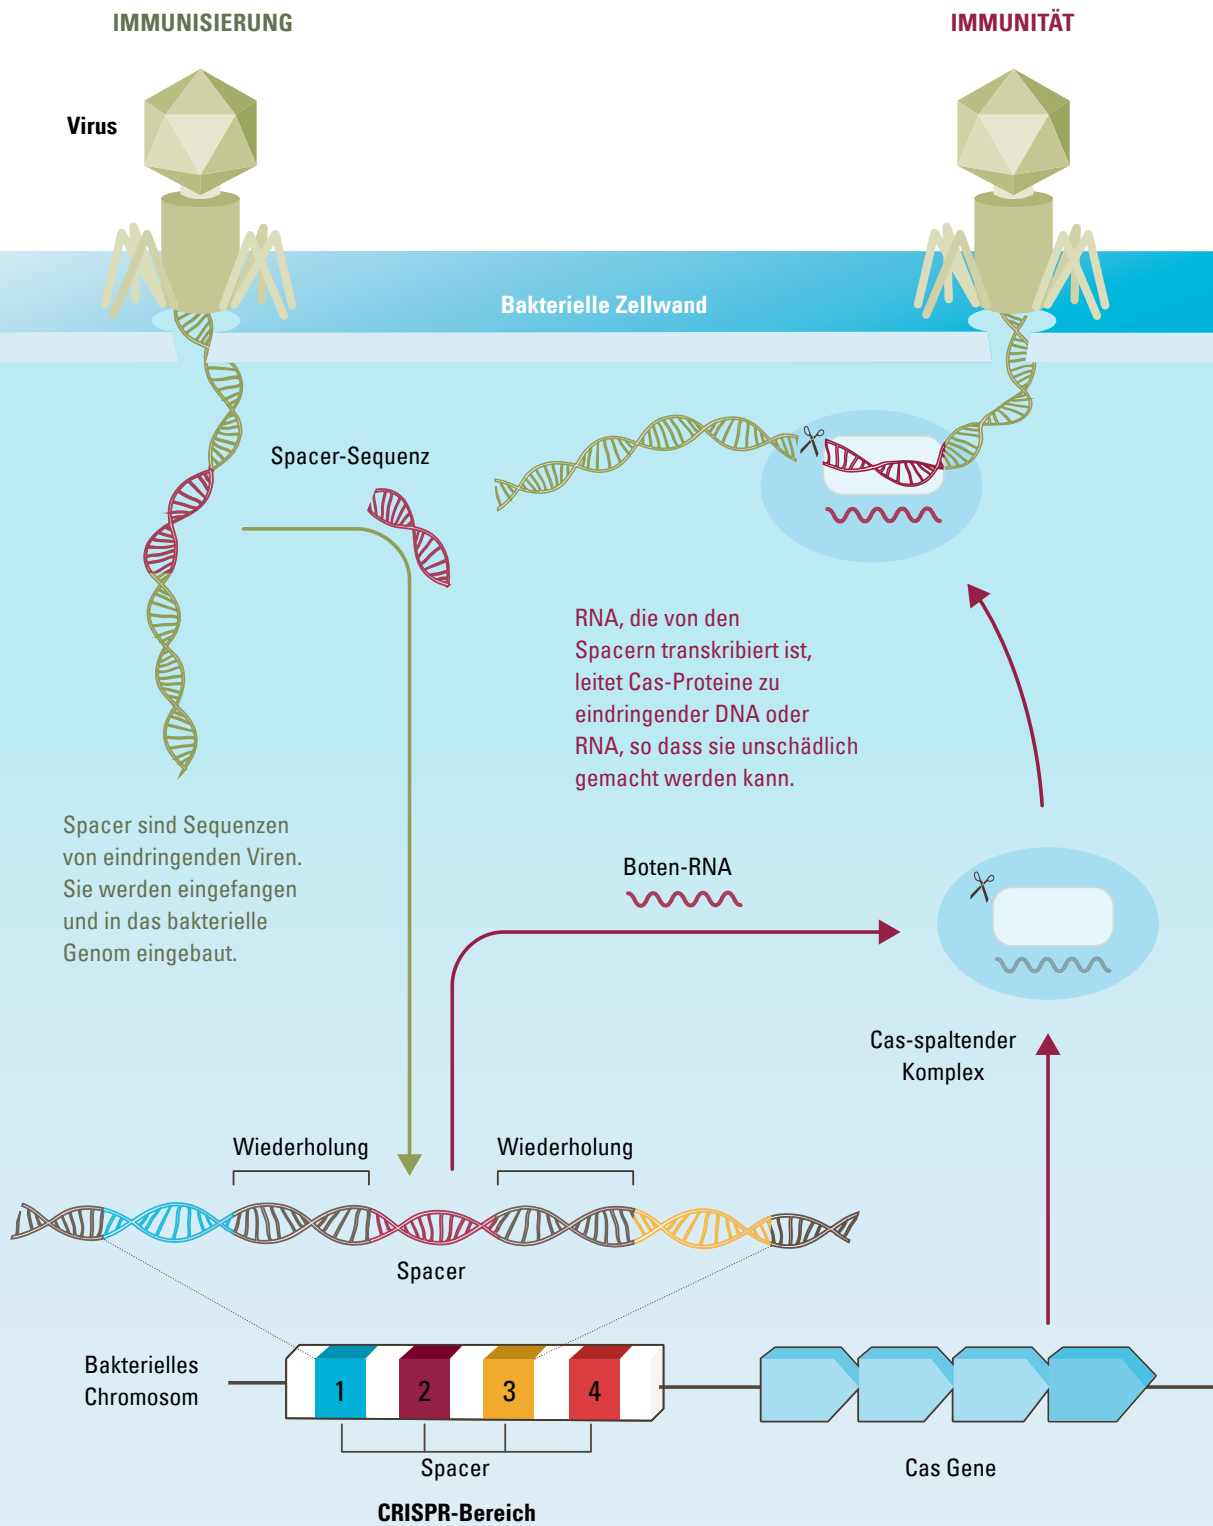 IMMUNISIERUNG
IMMUNITÄT
Virus
Bakterielle Zellwand
Spacer-Sequenz
RNA, die von den
Spacern transkribiert ist,
leitet Cas-Proteine zu
eindringender DNA oder
RNA, so dass sie unschädlich
gemacht werden kann.
Spacer sind Sequenzen
von eindringenden Viren.
Sie werden eingefangen
und in das bakterielle
Genom eingebaut.
Boten-RNA
Cas-spaltender
Komplex
Wiederholung
Wiederholung
Spacer
Bakterielles
Chromosom
1
2
3
4
Spacer
Cas Gene
CRISPR-Bereich